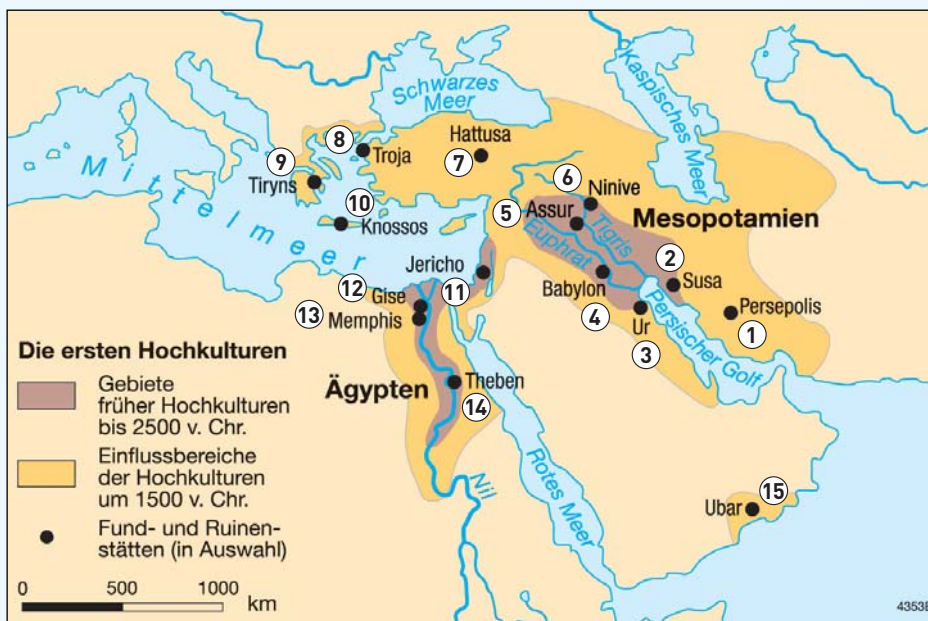 Schwarzes
Meer
Kaspisches Meer
Mittelmeer
8
Troja
Hattusa
7
9
Tiryns
10
Knossos
6
Ninive
5
Assur
Tigris
Euphrat
Mesopotamien
2
Susa
Jericho
11
Babylon
4
Persepolis
1
12
Gise
13
Memphis
Ur
3
Persischer Golf
Ägypten
Theben
14
Nil
Rotes Meer
15
Ubar
Die ersten Hochkulturen
Gebiete
früher Hochkulturen
bis 2500 v. Chr.
Einflussbereiche
der Hochkulturen
um 1500 v. Chr.
Fund- und Ruinen-
stätten (in Auswahl)
0 500 1000
km
4353E